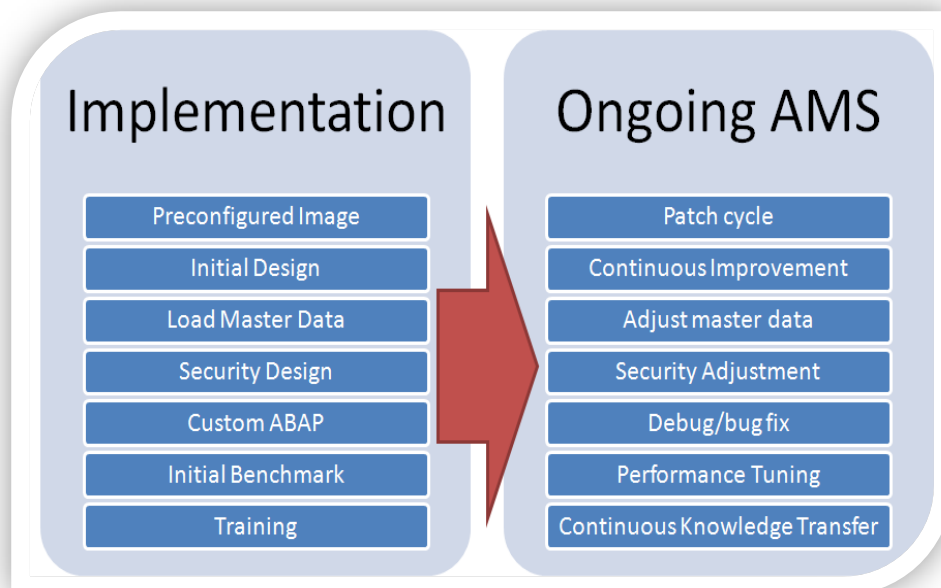 Implementation
Preconfigured Image
Initial Design
Load Master Data
Security Design
Custom ABAP
Initial Benchmark
Training
Ongoing AMS
Patch cycle
Continuous Improvement
Adjust master data
Security Adjustment
Debug/bug fix
Performance Tuning
Continuous Knowledge Transfer